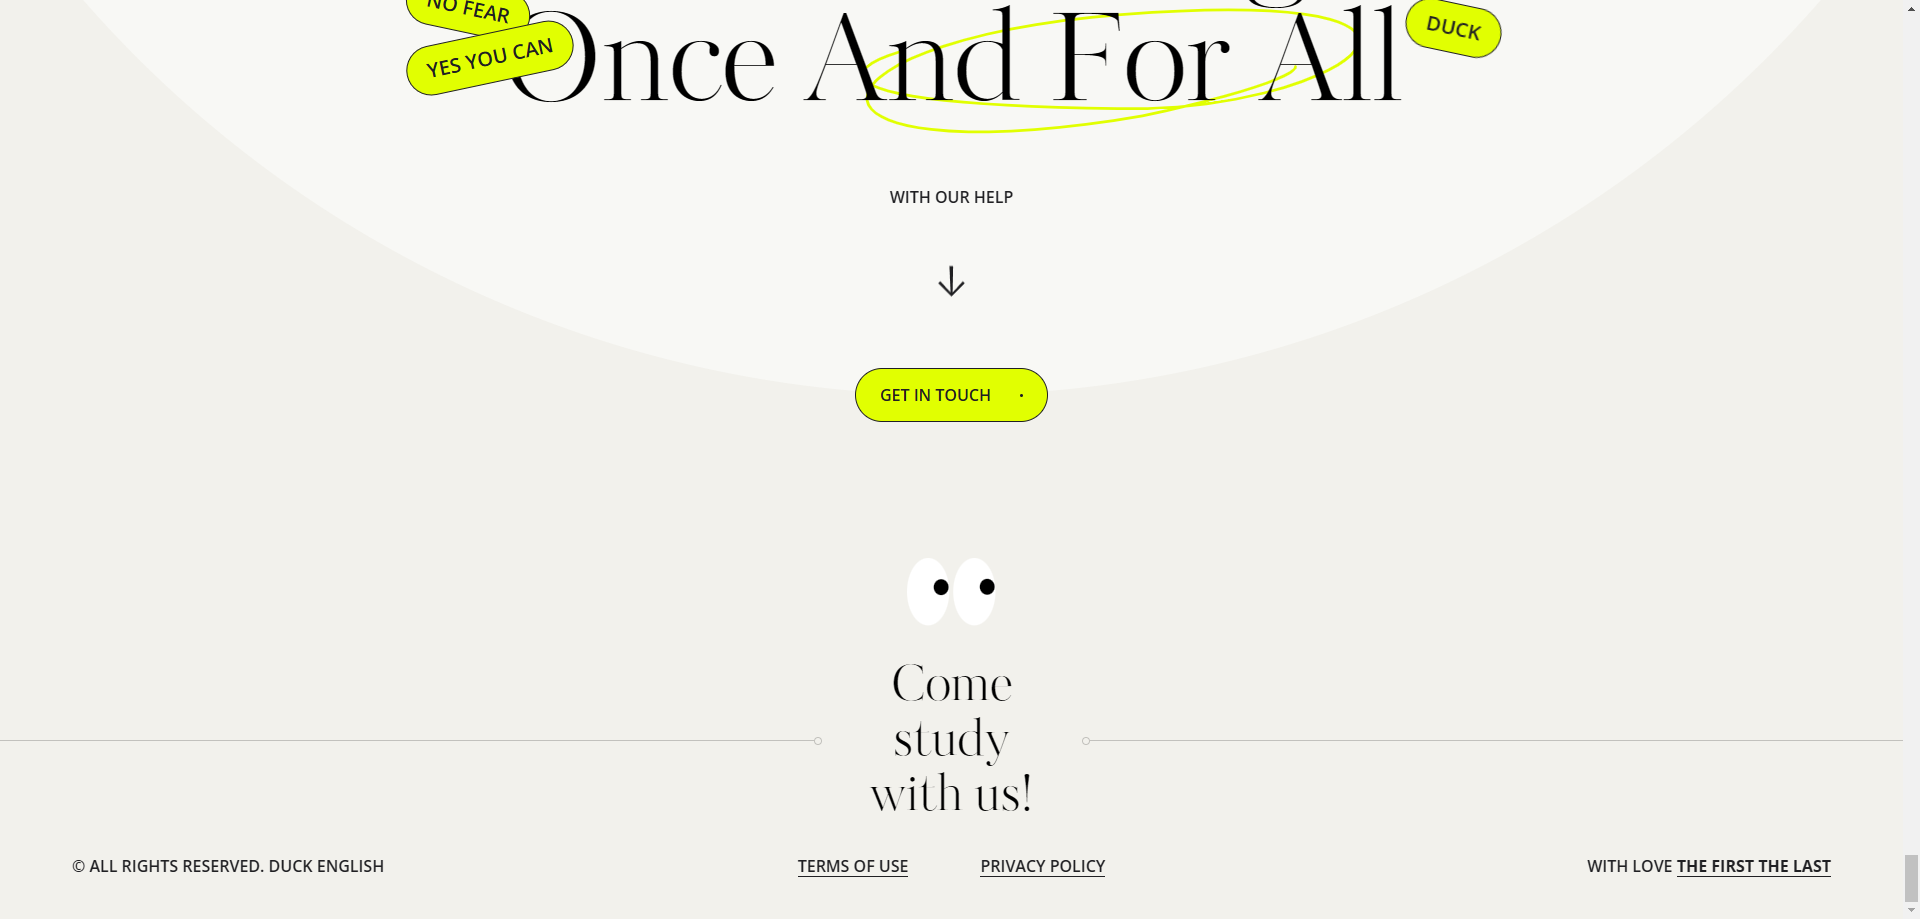 NO FEAR
YES YOU CAN
DUCK
Once And For All
WITH OUR HELP
GET IN TOUCH
Come
study
with us!
© ALL RIGHTS RESERVED. DUCK ENGLISH
TERMS OF USE
PRIVACY POLICY
WITH LOVE THE FIRST THE LAST